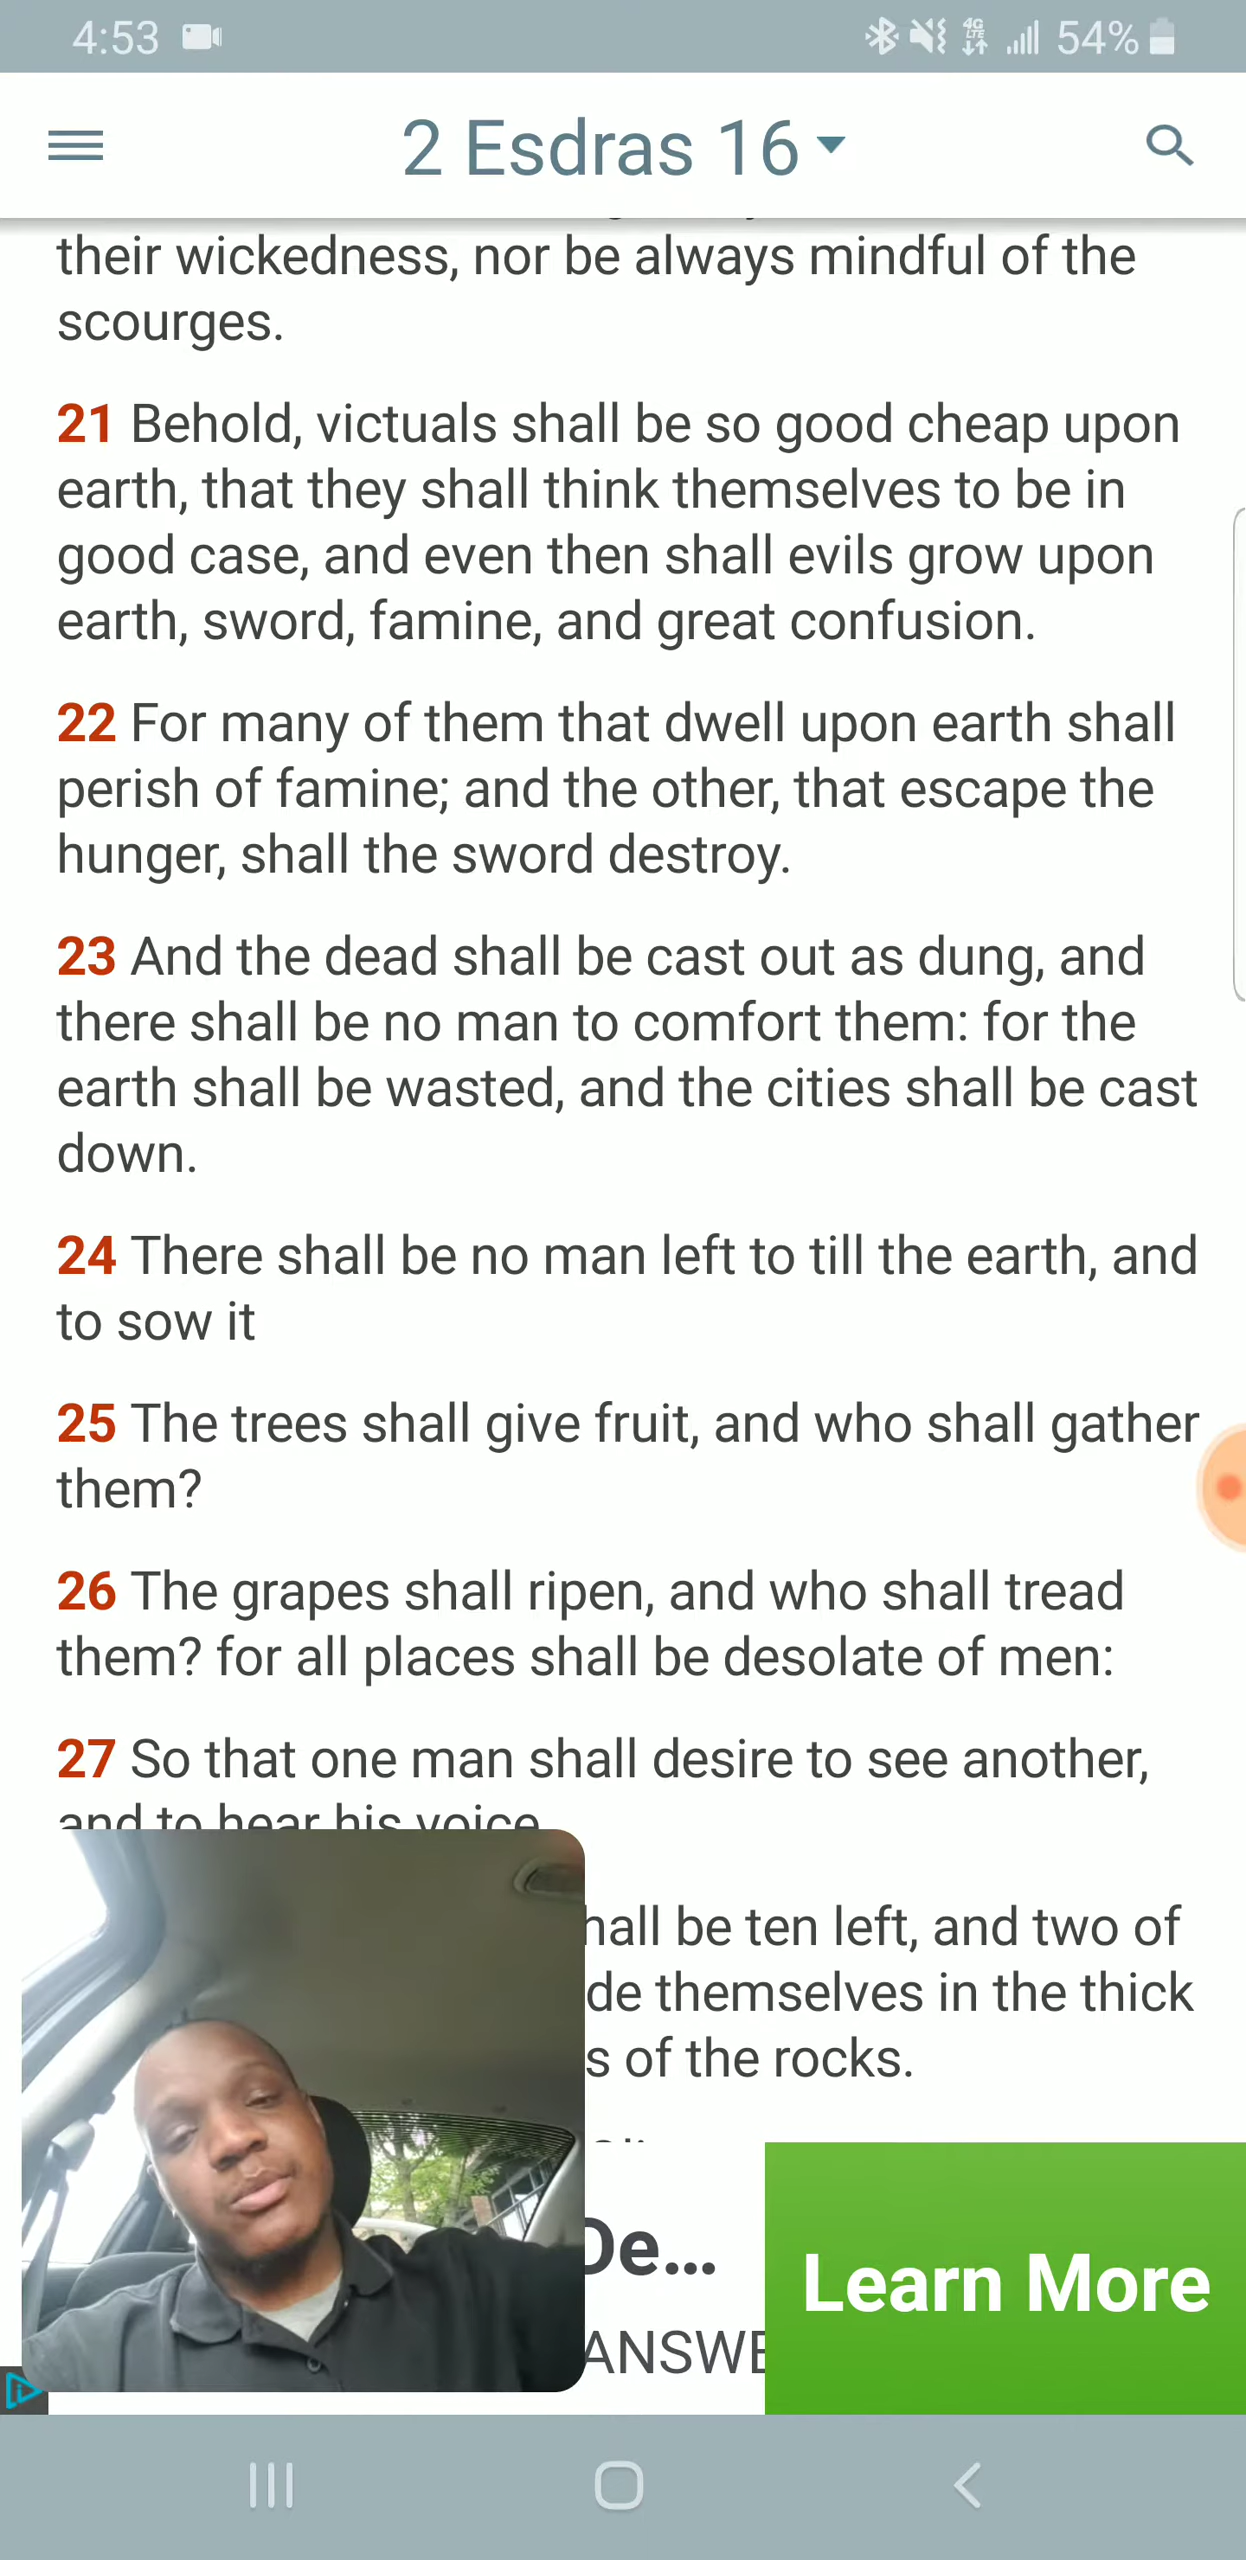 4:53
4G
LTE
54%
2 Esdras 16
their wickedness, nor be always mindful of the
scourges.
21 Behold, victuals shall be so good cheap upon
earth, that they shall think themselves to be in
good case, and even then shall evils grow upon
earth, sword, famine, and great confusion.
22 For many of them that dwell upon earth shall
perish of famine; and the other, that escape the
hunger, shall the sword destroy.
23 And the dead shall be cast out as dung, and
there shall be no man to comfort them: for the
earth shall be wasted, and the cities shall be cast
down.
24 There shall be no man left to till the earth, and
to sow it
25 The trees shall give fruit, and who shall gather
them?
26 The grapes shall ripen, and who shall tread
them? for all places shall be desolate of men:
27 So that one man shall desire to see another,
and to hear his voice
hall be ten left, and two of
de themselves in the thick
s of the rocks.
De...
Learn More
ANSWE